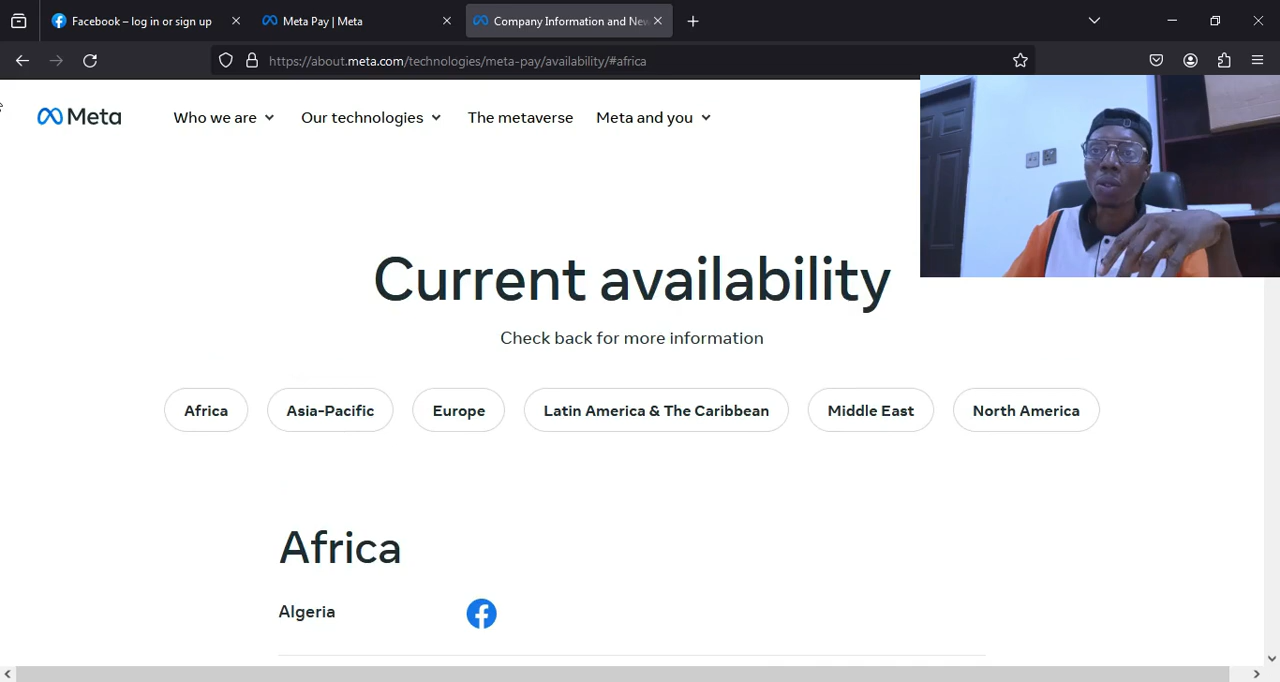 Facebook – log in or sign up
Meta Pay | Meta
Company Information and New
https://about.meta.com/technologies/meta-pay/availability/#africa
Meta
Who we are
Our technologies
The metaverse
Meta and you
Current availability
Check back for more information
Africa
Asia-Pacific
Europe
Latin America & The Caribbean
Middle East
North America
Africa
Algeria